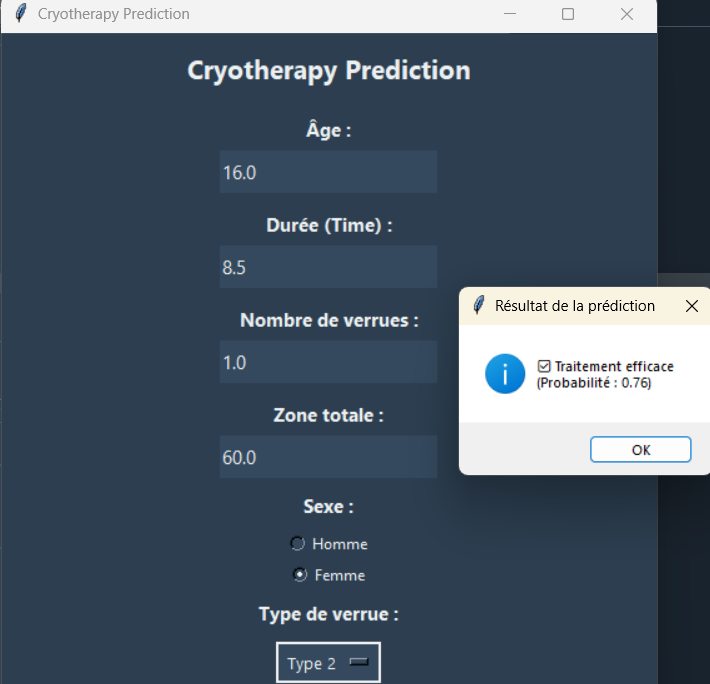 Cryotherapy Prediction
Cryotherapy Prediction
Âge :
16.0
Durée (Time) :
8.5
Nombre de verrues :
1.0
Zone totale :
60.0
Sexe :
Homme
Femme
Type de verrue :
Type 2
Résultat de la prédiction
☑ Traitement efficace
(Probabilité : 0.76)
OK